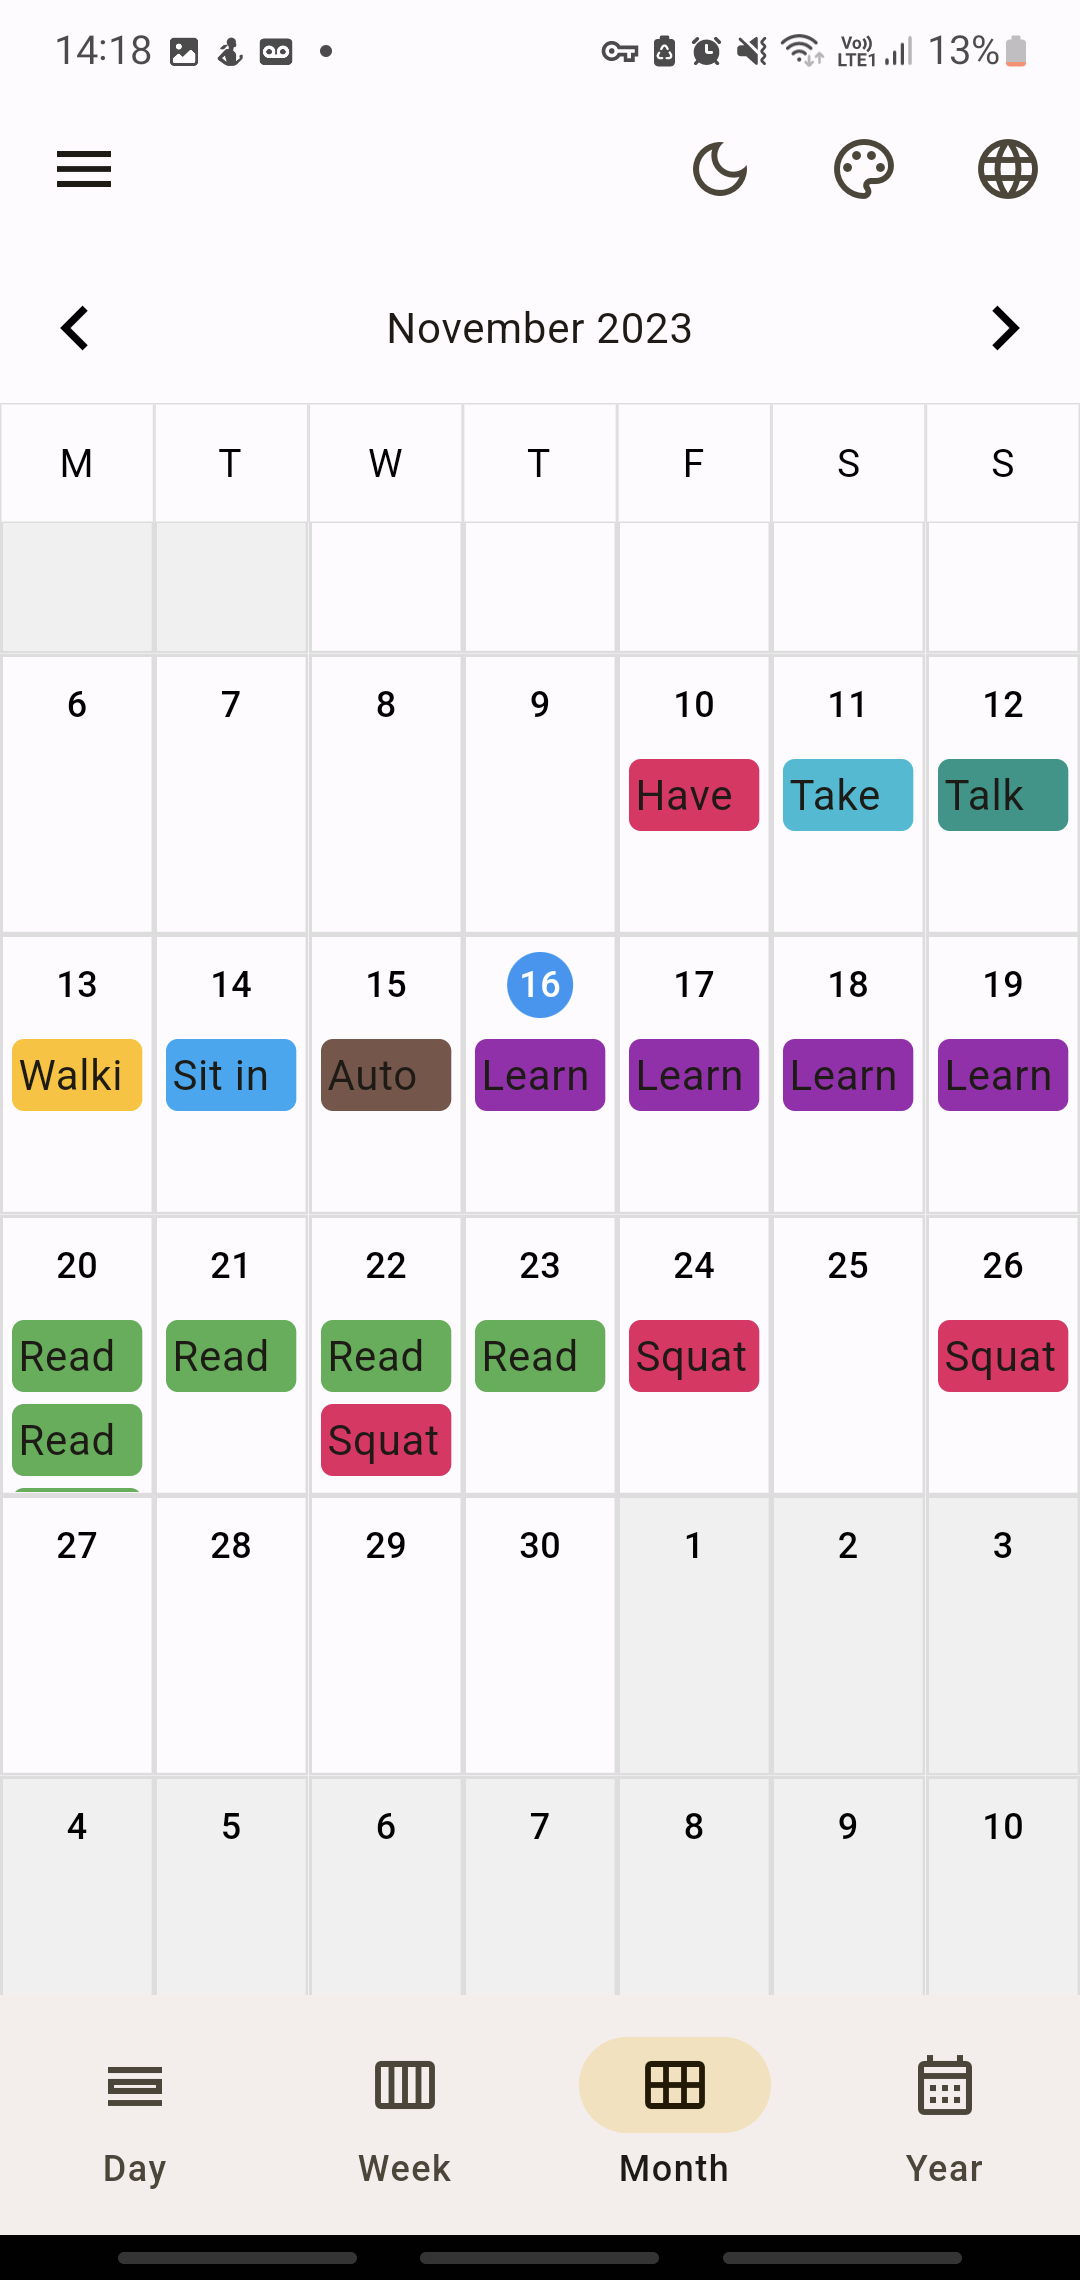 14:18 Vo)) LTE1 13%
November 2023
M T W T F S S
6 7 8 9 10 11 12
Have Take Talk
13 14 15 16 17 18 19
Walki Sit in Auto Learn Learn Learn Learn
20 21 22 23 24 25 26
Read Read Read Read Squat Squat
Read Squat
27 28 29 30 1 2 3
4 5 6 7 8 9 10
Day Week Month Year